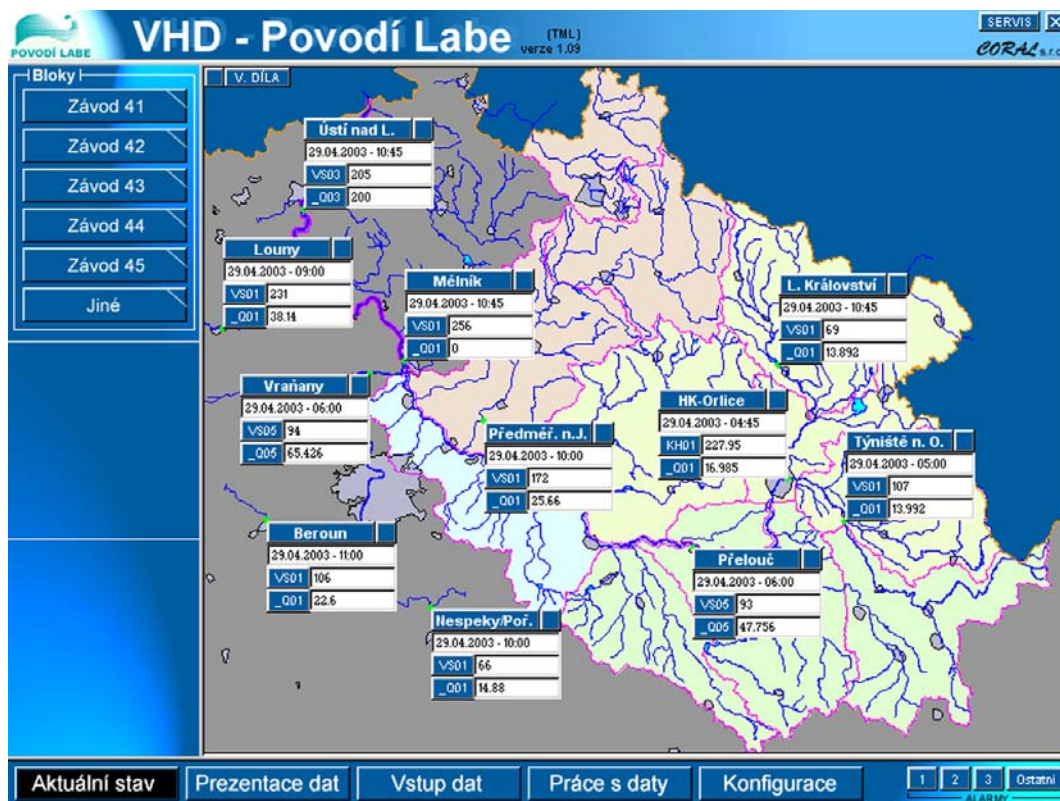 POVODÍ LABE
VHD - Povodí Labe
(TML)
verze 1.09
SERVIS
X
CORAL s.r.o
Bloky
Závod 41
Závod 42
Závod 43
Závod 44
Závod 45
Jiné
V. DÍLA
Ústí nad L.
29.04.2003 - 10:45
VS03 205
_Q03 200
Louny
29.04.2003 - 09:00
VS01 231
_Q01 38.14
Mělník
29.04.2003 - 10:45
VS01 256
_Q01 0
L. Království
29.04.2003 - 10:45
VS01 69
_Q01 13.892
Vraňany
29.04.2003 - 06:00
VS05 94
_Q05 65.426
HK-Orlice
29.04.2003 - 04:45
KH01 227.95
_Q01 16.985
Předměř. n.J.
29.04.2003 - 10:00
VS01 172
_Q01 25.66
Týniště n. O.
29.04.2003 - 05:00
VS01 107
_Q01 13.992
Beroun
29.04.2003 - 11:00
VS01 106
_Q01 22.6
Přelouč
29.04.2003 - 06:00
VS05 93
_Q05 47.756
Nespeky/Poř.
29.04.2003 - 10:00
VS01 66
_Q01 14.88
Aktuální stav
Prezentace dat
Vstup dat
Práce s daty
Konfigurace
1 2 3 Ostatní
ALARMY